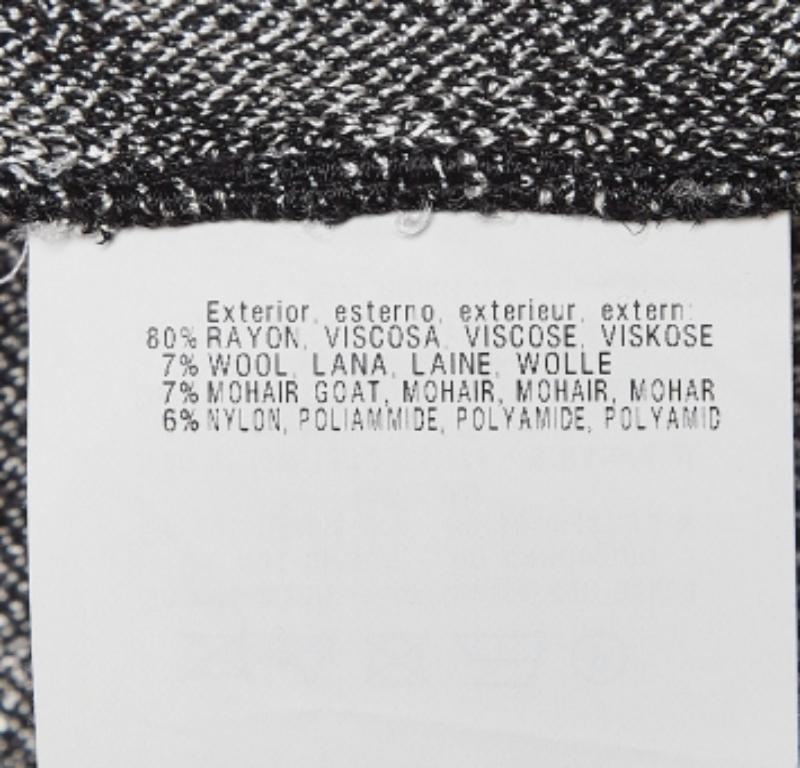 Exterior, esterno, exterieur, extern:
80% RAYON, VISCOSA, VISCOSE, VISKOSE
7% WOOL, LANA, LAINE, WOLLE
7% MOHAIR GOAT, MOHAIR, MOHAIR, MOHAR
6% NYLON, POLIAMMIDE, POLYAMIDE, POLYAMID